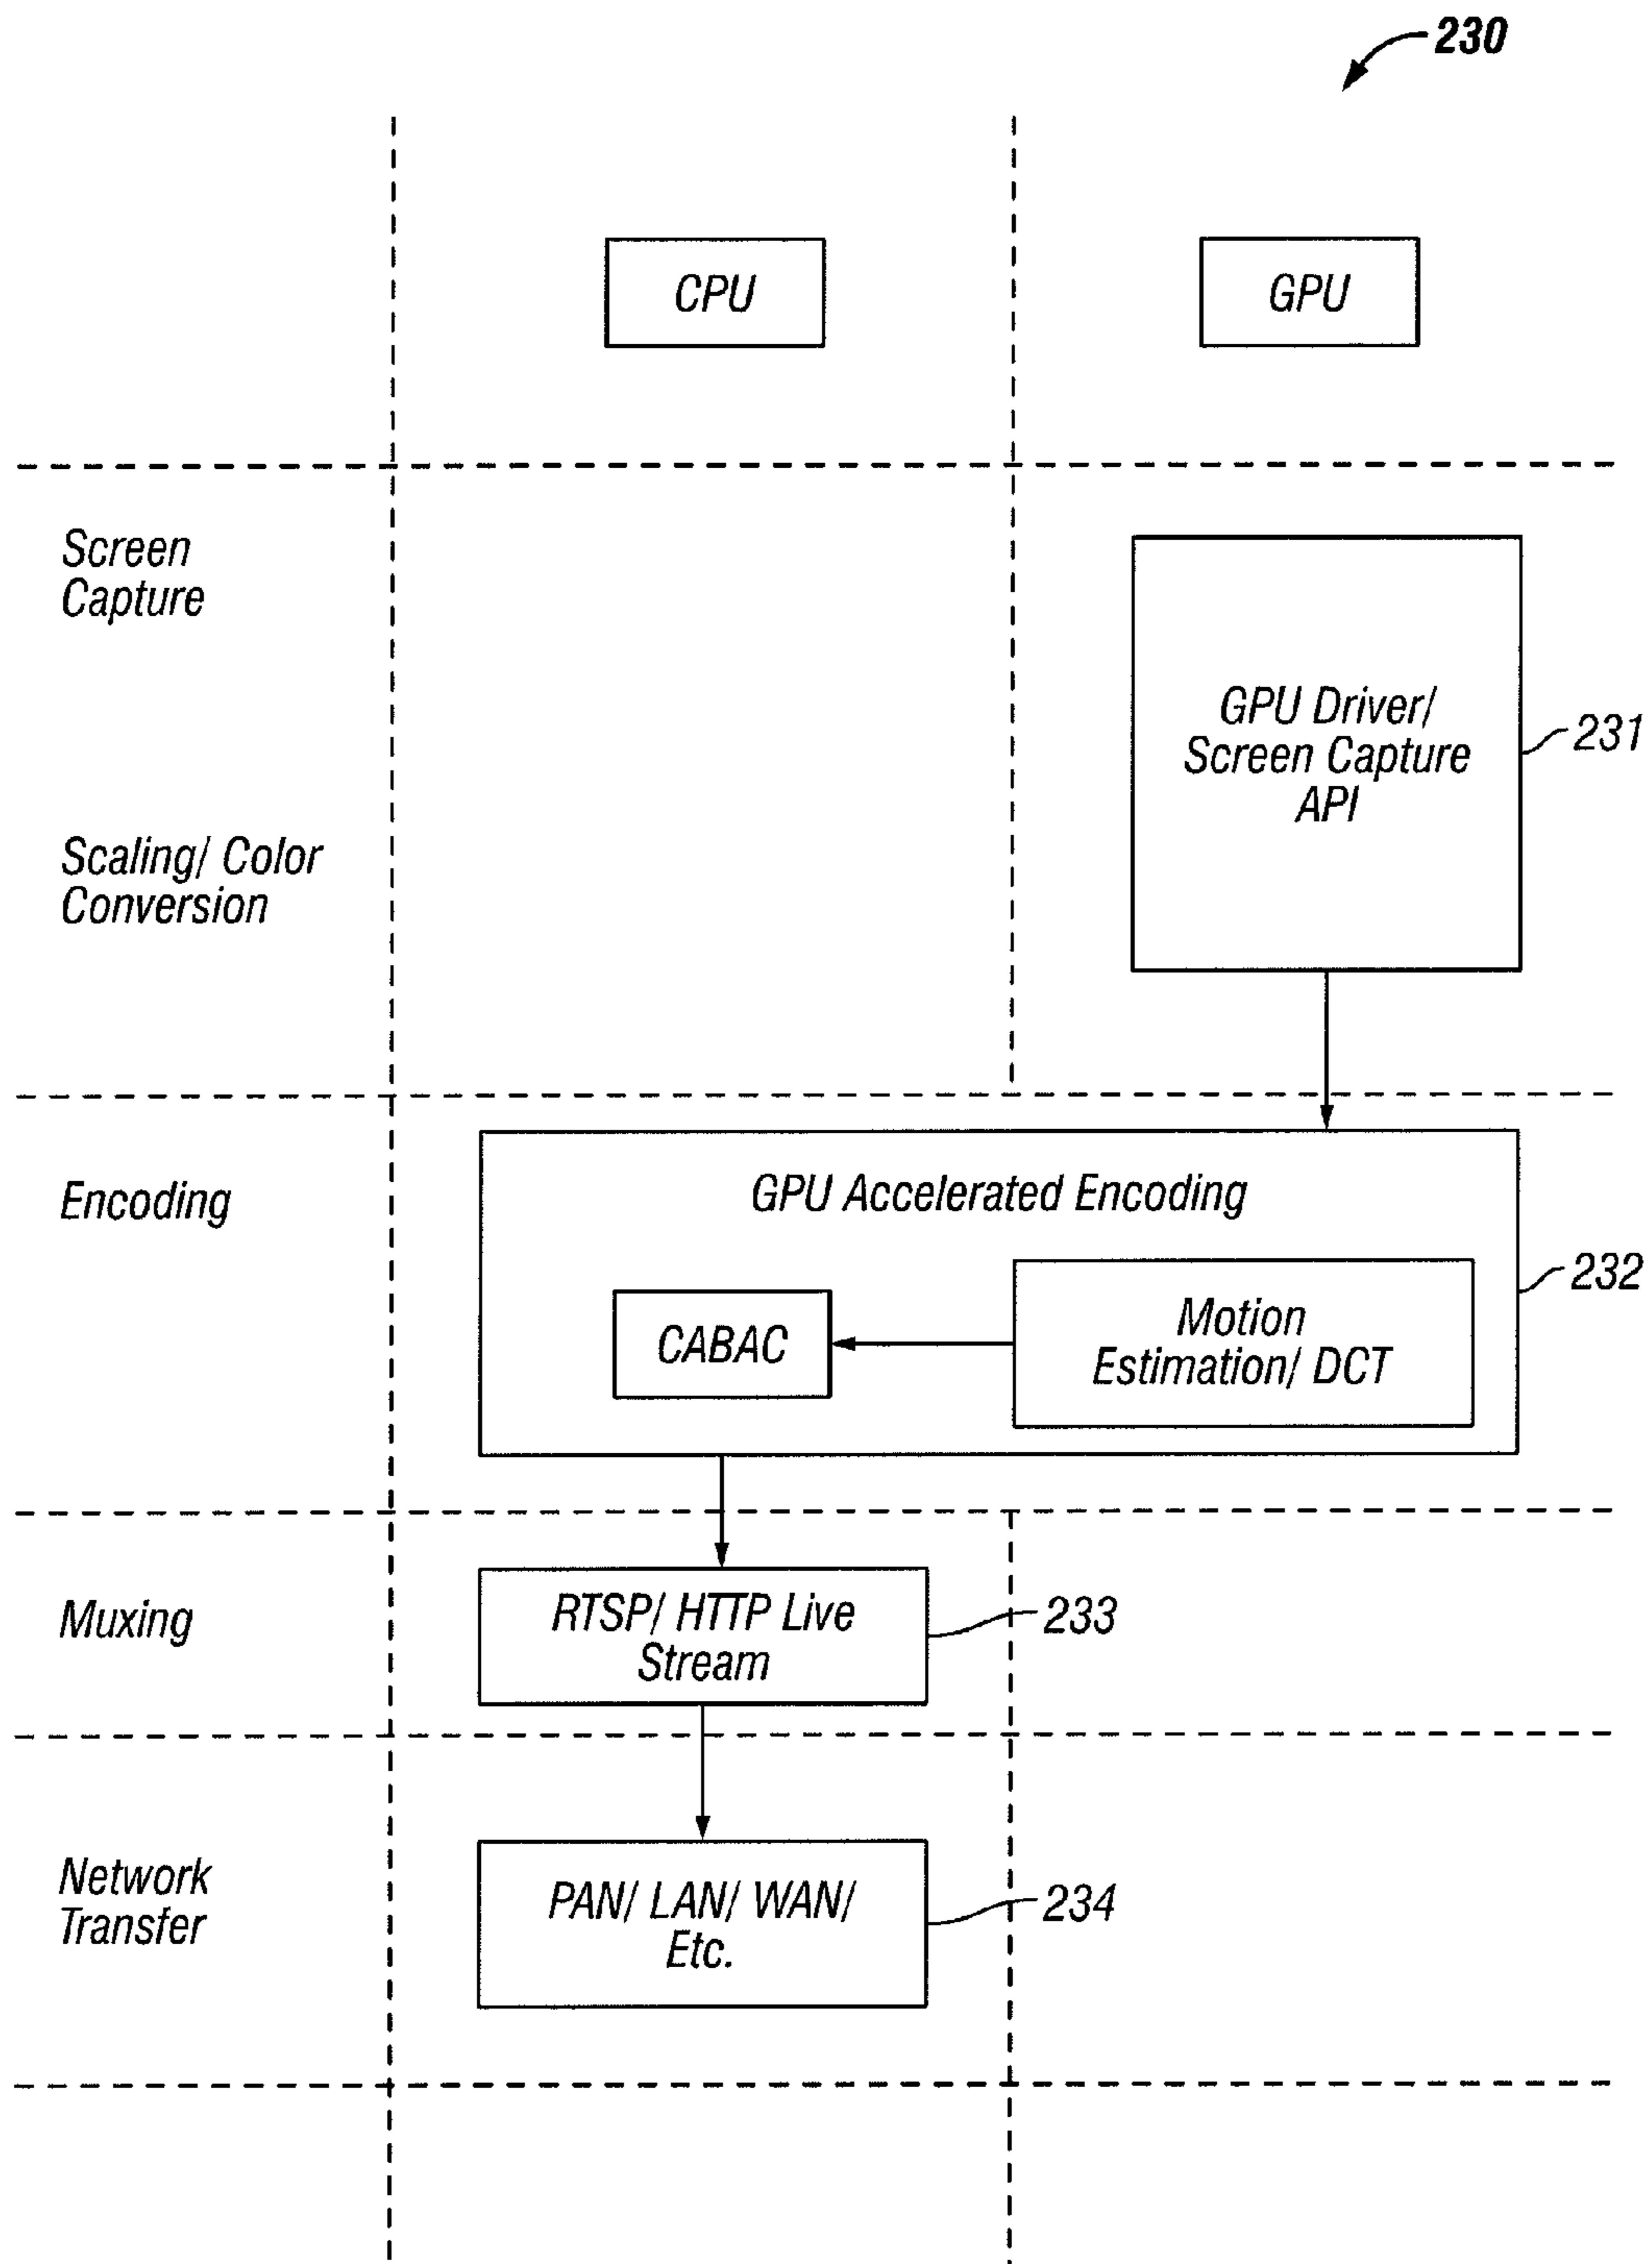 230
CPU
GPU
Screen
Capture
GPU Driver/
Screen Capture
API
231
Scaling/ Color
Conversion
Encoding
GPU Accelerated Encoding
232
CABAC
Motion
Estimation/ DCT
Muxing
RTSP/ HTTP Live
Stream
233
Network
Transfer
PAN/ LAN/ WAN/
Etc.
234